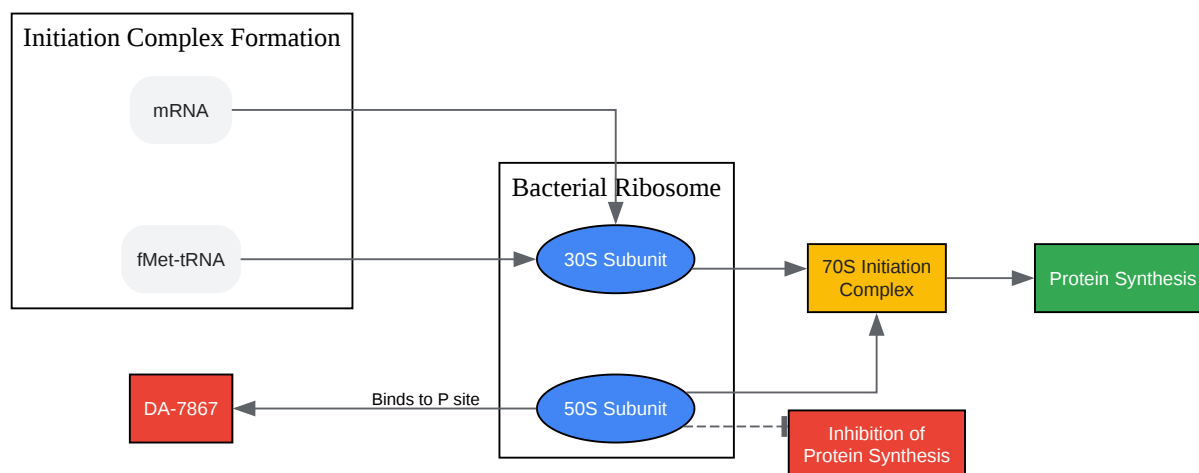 Initiation Complex Formation
mRNA
Bacterial Ribosome
fMet-tRNA
30S Subunit
70S Initiation
Complex
Protein Synthesis
DA-7867
Binds to P site
50S Subunit
Inhibition of
Protein Synthesis